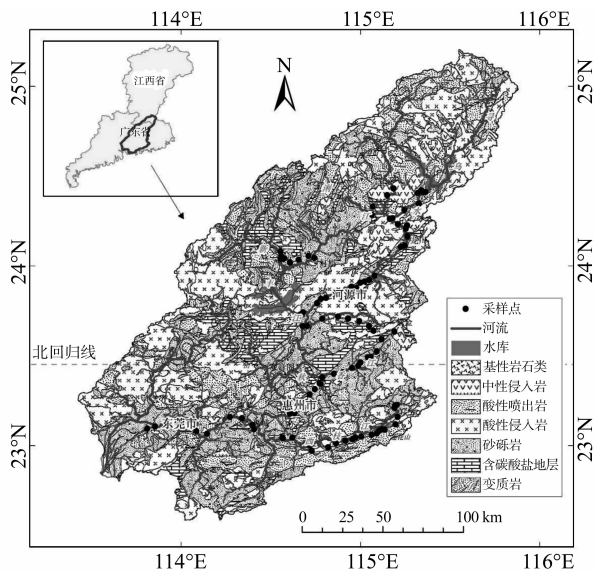 114°E 115°E 116°E
江西省
广东省
N
25°N
25°N
24°N
24°N
河源市
北回归线
惠州市
东莞市
23°N
23°N
采样点
河流
水库
基性岩石类
中性侵入岩
酸性喷出岩
酸性侵入岩
砂砾岩
含碳酸盐地层
变质岩
0 25 50 100 km
114°E 115°E 116°E